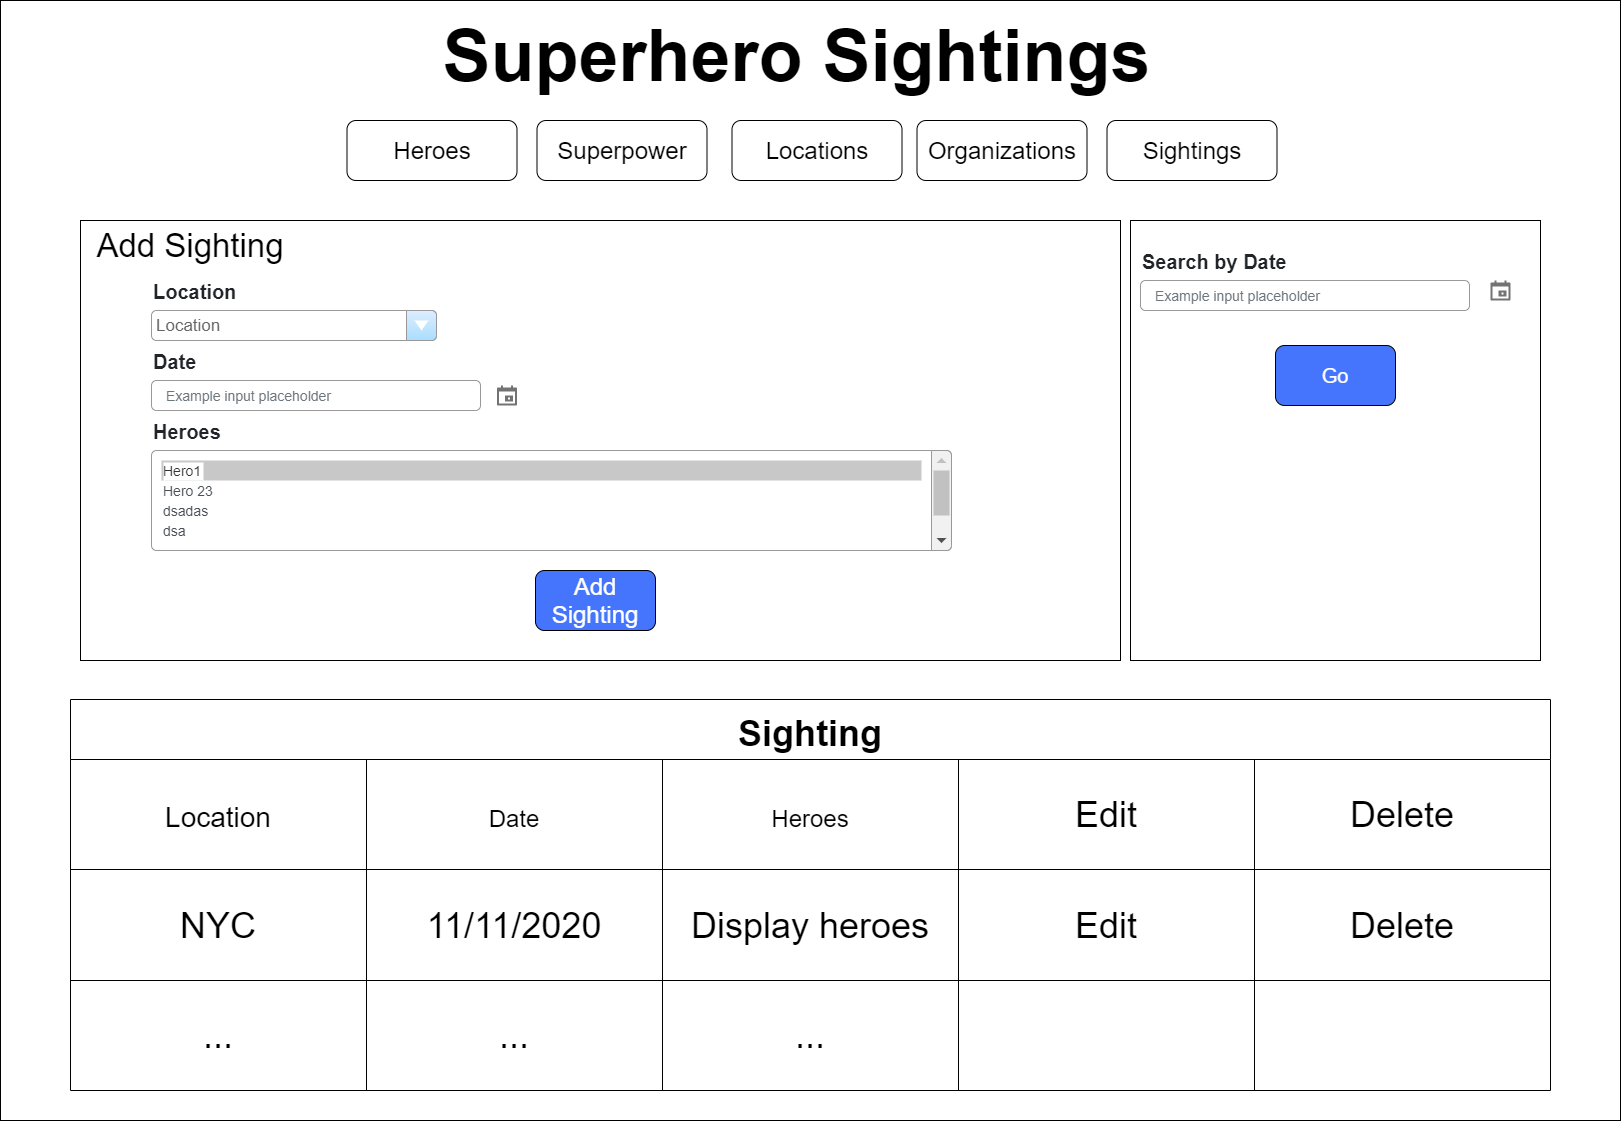 Superhero Sightings
Heroes Superpower Locations Organizations Sightings
Add Sighting
Location
Location
Date
Example input placeholder
Heroes
Hero1
Hero 23
dsadas
dsa
Add
Sighting
Search by Date
Example input placeholder
Go
Sighting
Location Date Heroes Edit Delete
NYC 11/11/2020 Display heroes Edit Delete
... ... ...